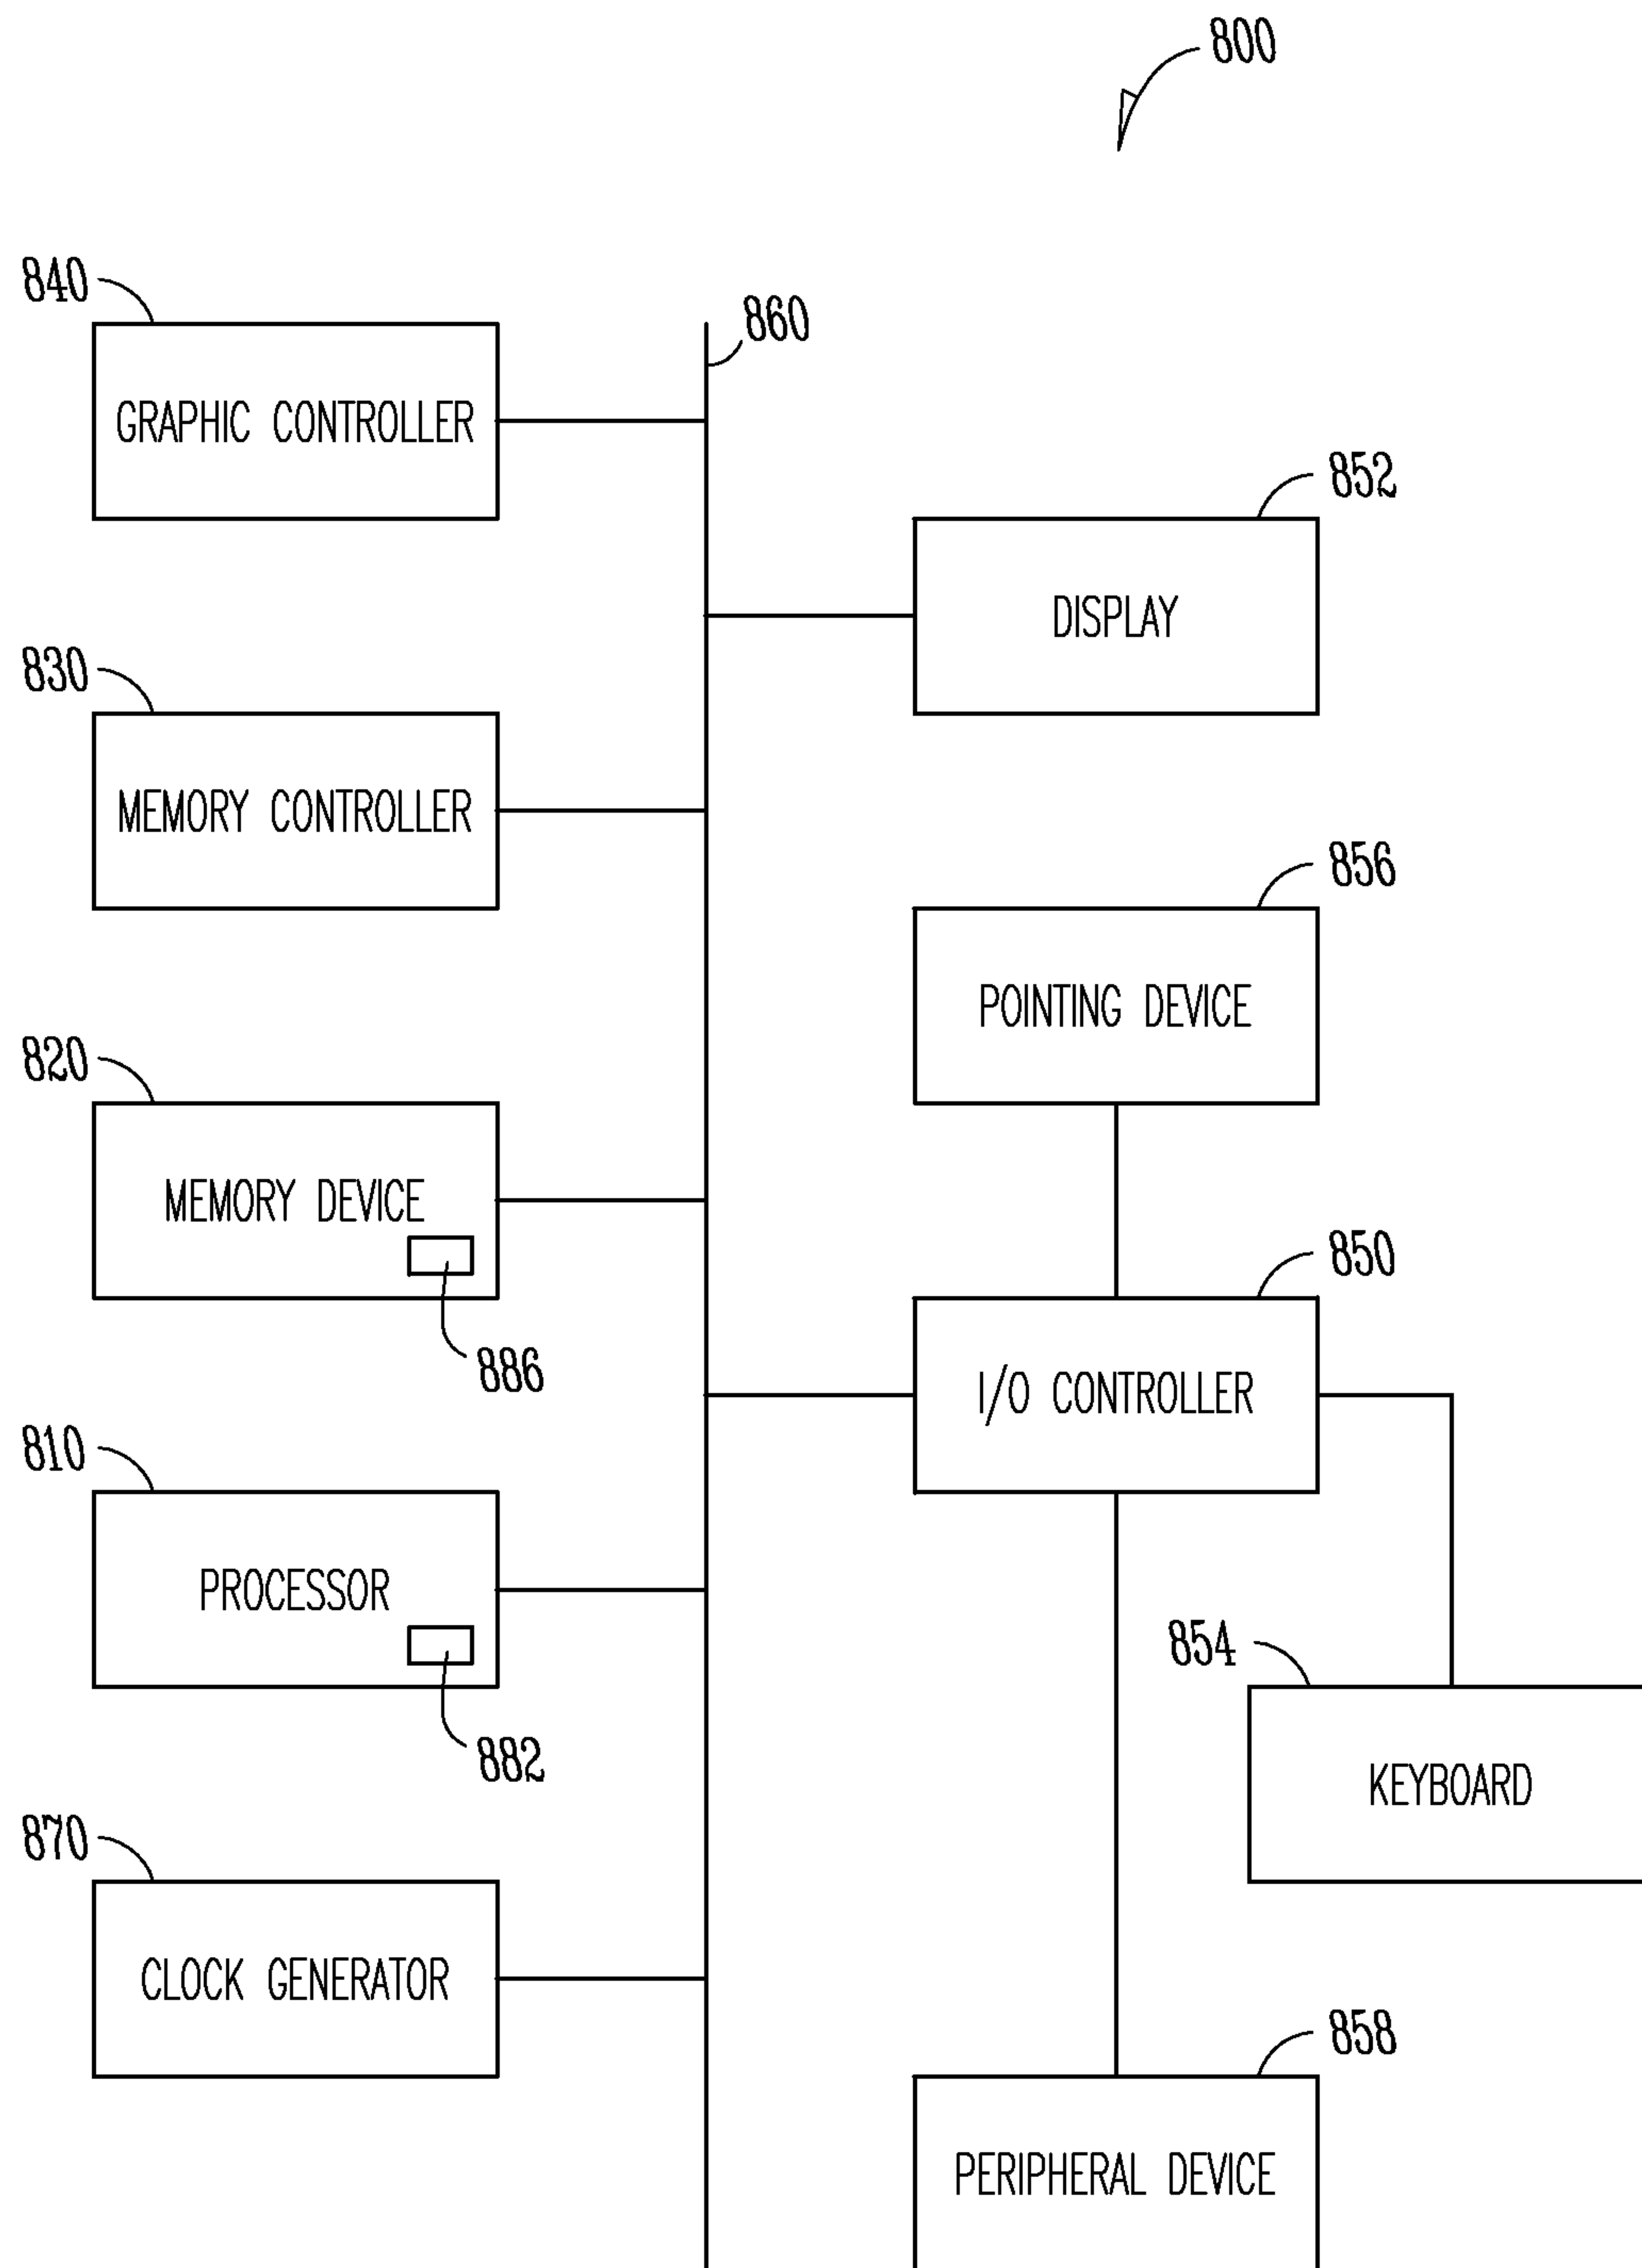 800
840
860
GRAPHIC CONTROLLER
852
DISPLAY
830
MEMORY CONTROLLER
856
POINTING DEVICE
820
MEMORY DEVICE
886
850
I/O CONTROLLER
810
PROCESSOR
882
854
KEYBOARD
870
CLOCK GENERATOR
858
PERIPHERAL DEVICE